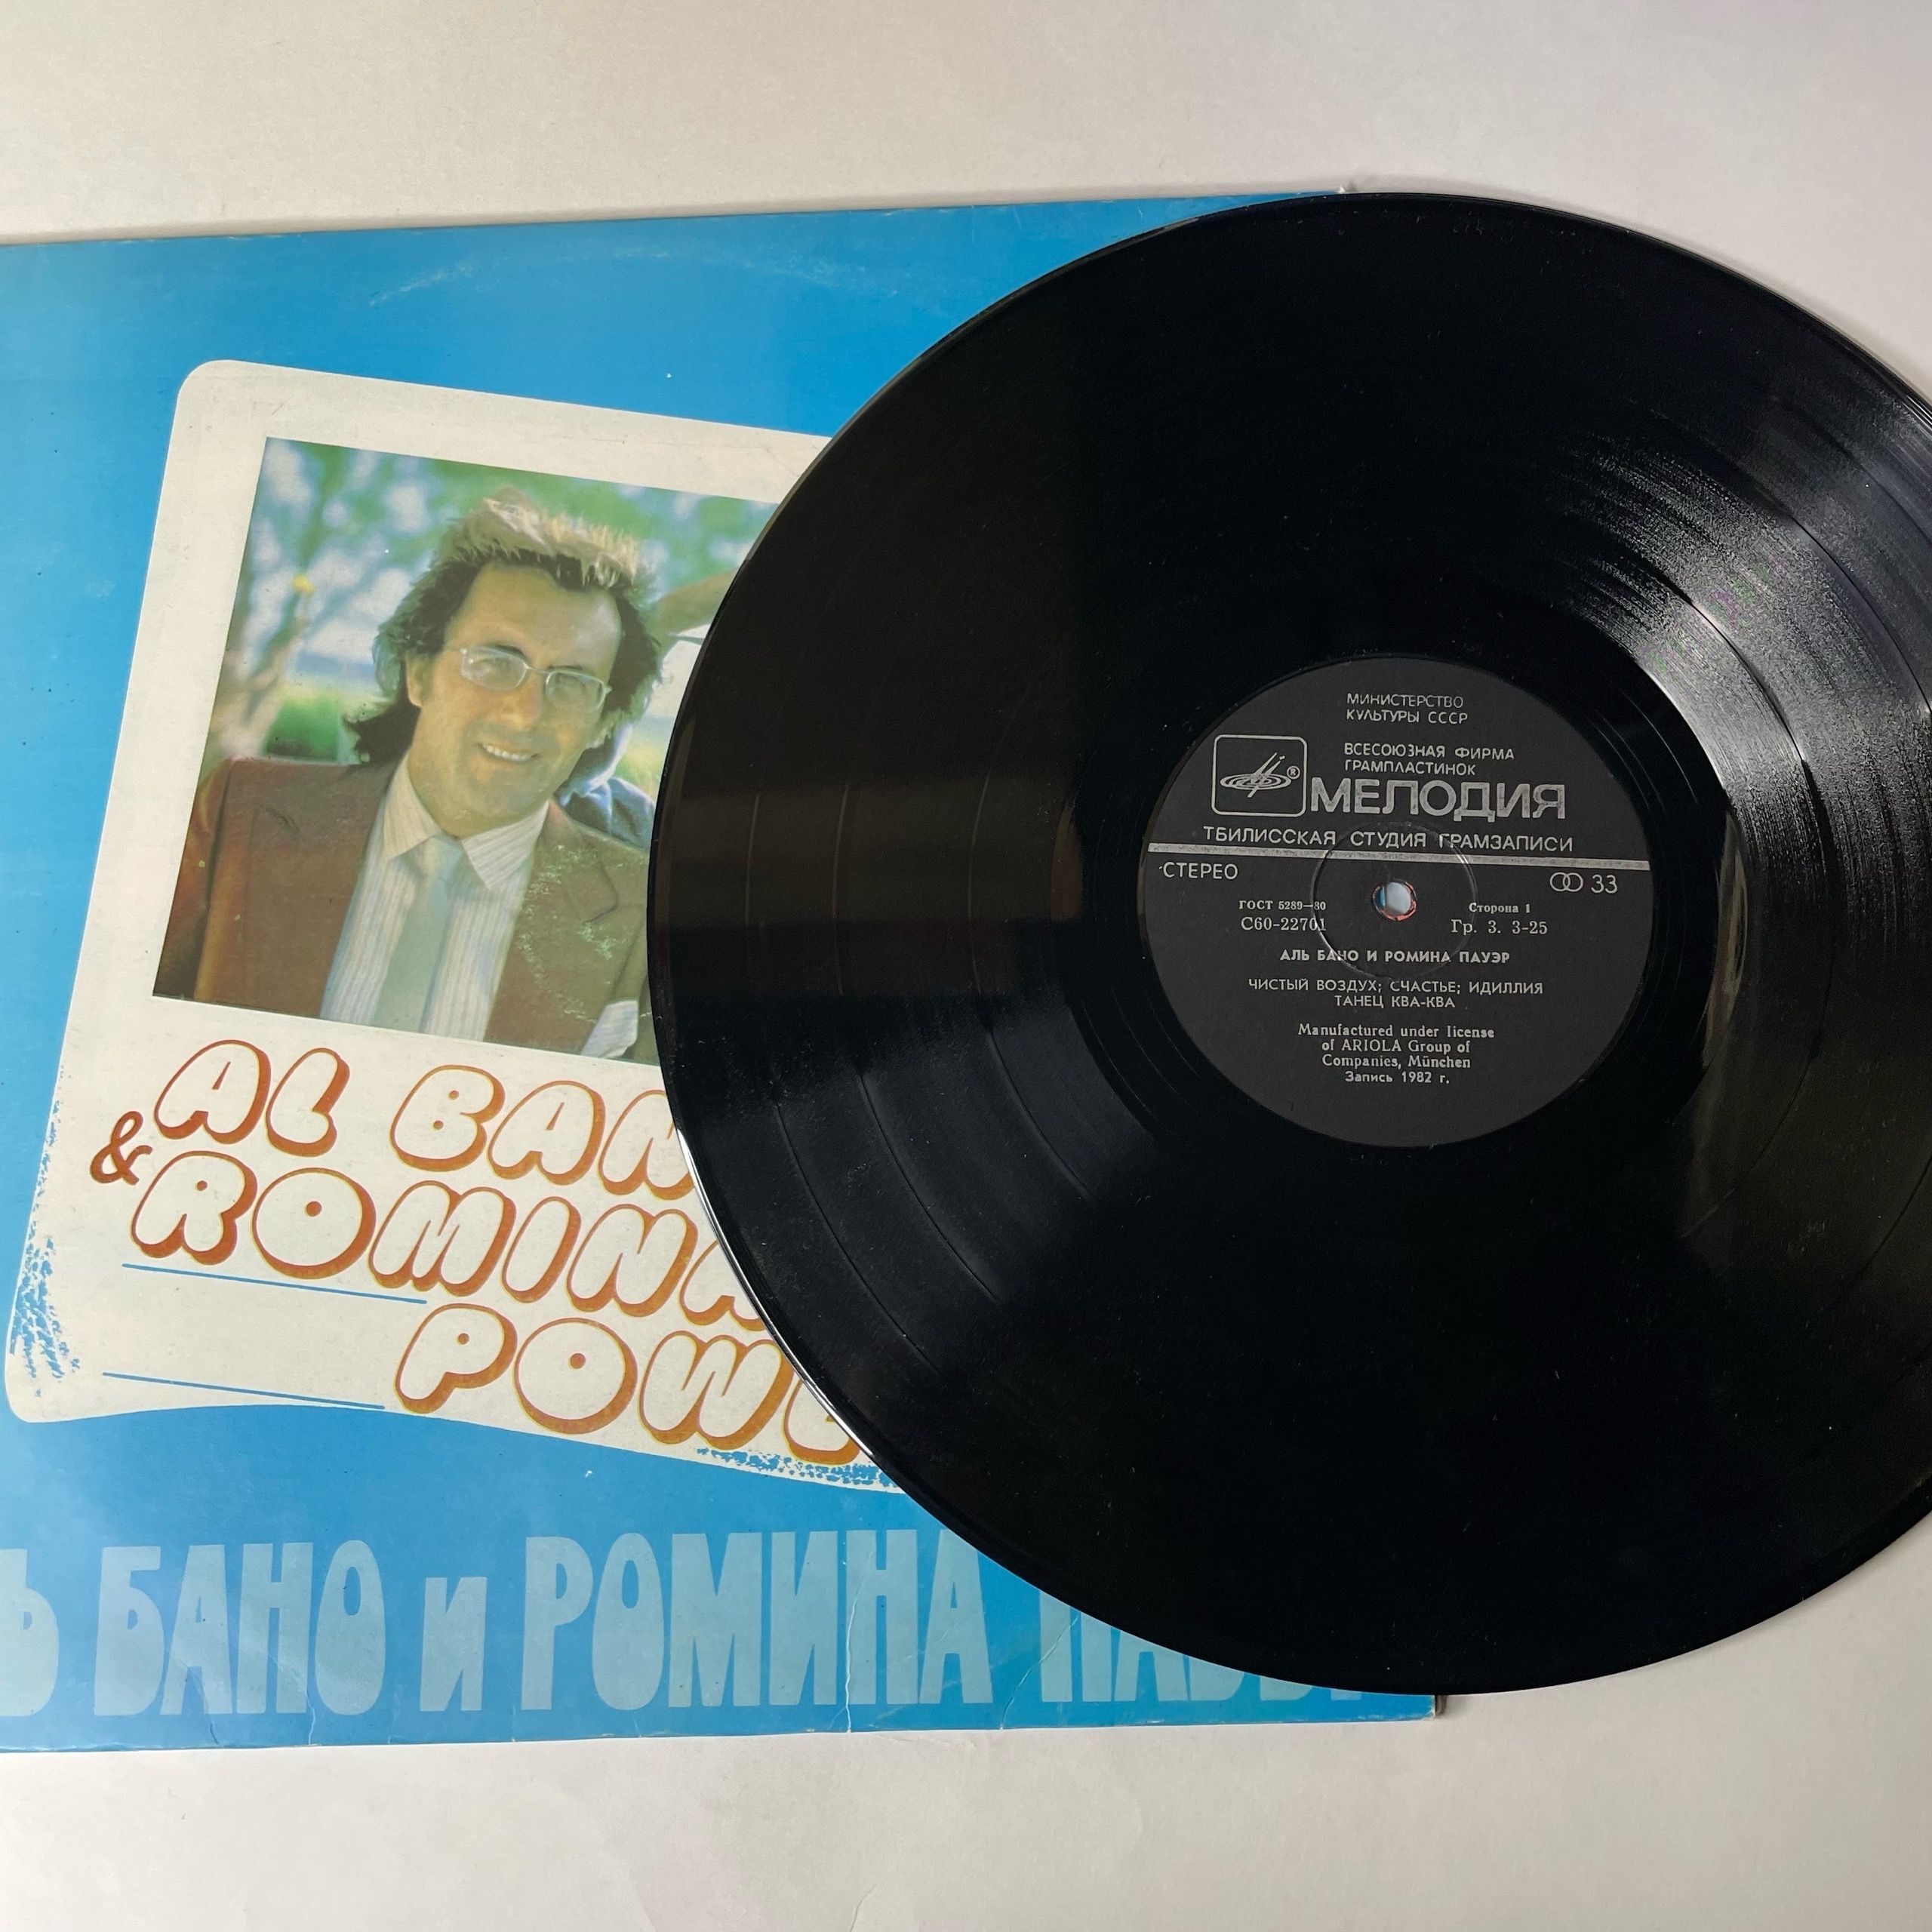 AL BAN
& ROMINA
POWE
Ь БАНО и РОМИНА
МИНИСТЕРСТВО
КУЛЬТУРЫ СССР
ВСЕСОЮЗНАЯ ФИРМА
ГРАМПЛАСТИНОК
®
МЕЛОДИЯ
ТБИЛИССКАЯ СТУДИЯ ГРАМЗАПИСИ
СТЕРЕО 33
ГОСТ 5289—80 Сторона 1
С60-22701 Гр. 3. 3-25
АЛЬ БАНО И РОМИНА ПАУЭР
ЧИСТЫЙ ВОЗДУХ; СЧАСТЬЕ; ИДИЛЛИЯ
ТАНЕЦ КВА-КВА
Manufactured under license
of ARIOLA Group of
Companies, München
Запись 1982 г.